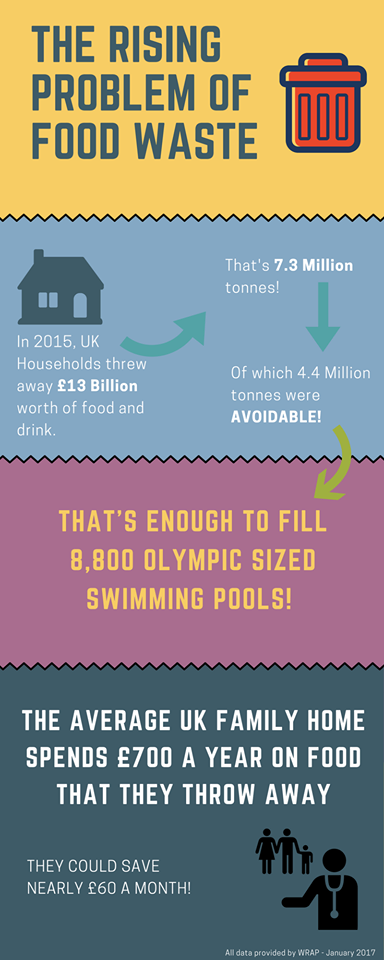 THE RISING
PROBLEM OF
FOOD WASTE
In 2015, UK
Households threw
away £13 Billion
worth of food and
drink.
That's 7.3 Million
tonnes!
Of which 4.4 Million
tonnes were
AVOIDABLE!
THAT'S ENOUGH TO FILL
8,800 OLYMPIC SIZED
SWIMMING POOLS!
THE AVERAGE UK FAMILY HOME
SPENDS £700 A YEAR ON FOOD
THAT THEY THROW AWAY
THEY COULD SAVE
NEARLY £60 A MONTH!
All data provided by WRAP - January 2017